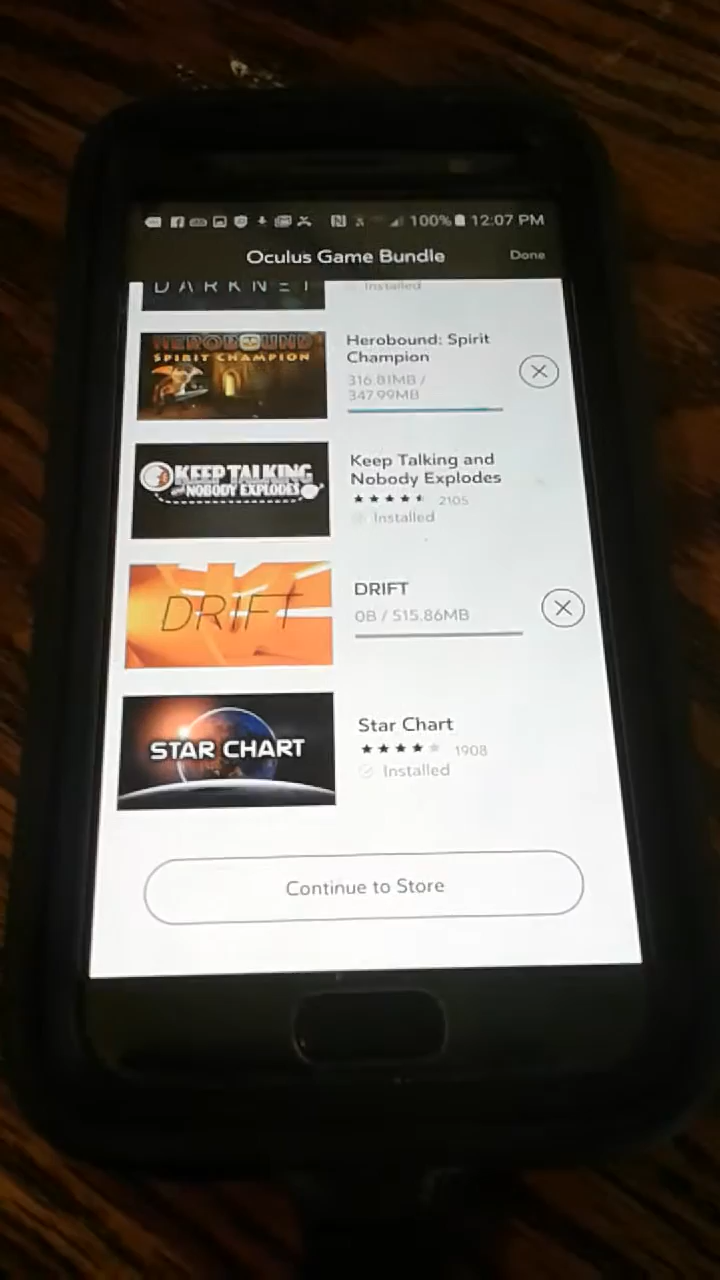 100% 12:07 PM
Oculus Game Bundle
Done
DARKNET
Installed
HEROBOUND
SPIRIT CHAMPION
Herobound: Spirit
Champion
316.81MB /
347.99MB
KEEP TALKING
and NOBODY EXPLODES
Keep Talking and
Nobody Explodes
2105
Installed
DRIFT
DRIFT
0B / 515.86MB
STAR CHART
Star Chart
1908
Installed
Continue to Store